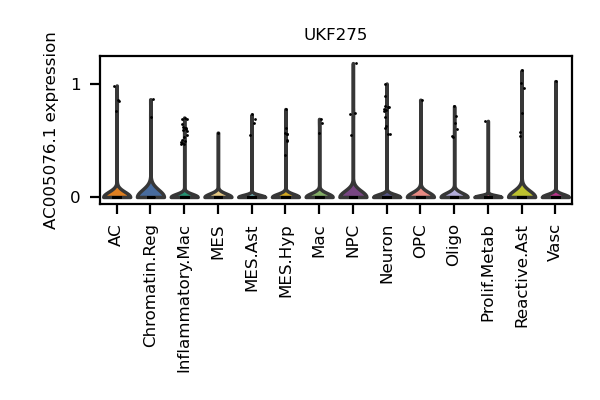 UKF275
AC005076.1 expression
1
0
AC
Chromatin.Reg
Inflammatory.Mac
MES
MES.Ast
MES.Hyp
Mac
NPC
Neuron
OPC
Oligo
Prolif.Metab
Reactive.Ast
Vasc